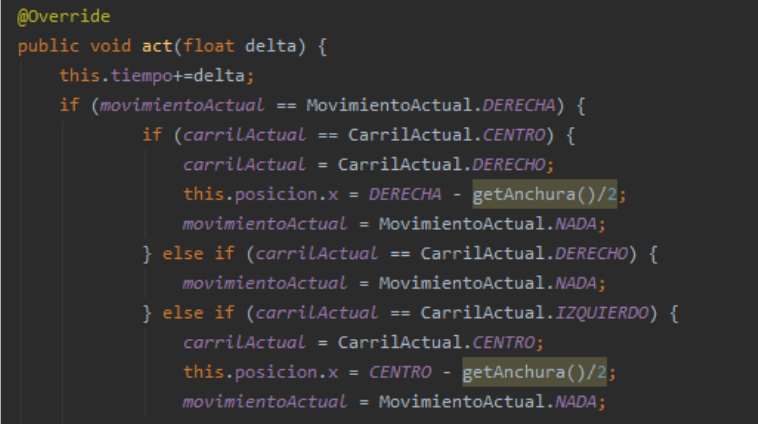 @Override
public void act(float delta) {
    this.tiempo+=delta;
    if (movimientoActual == MovimientoActual.DERECHA) {
            if (carrilActual == CarrilActual.CENTRO) {
                carrilActual = CarrilActual.DERECHO;
                this.posicion.x = DERECHA - getAnchura()/2;
                movimientoActual = MovimientoActual.NADA;
            } else if (carrilActual == CarrilActual.DERECHO) {
                movimientoActual = MovimientoActual.NADA;
            } else if (carrilActual == CarrilActual.IZQUIERDO) {
                carrilActual = CarrilActual.CENTRO;
                this.posicion.x = CENTRO - getAnchura()/2;
                movimientoActual = MovimientoActual.NADA;